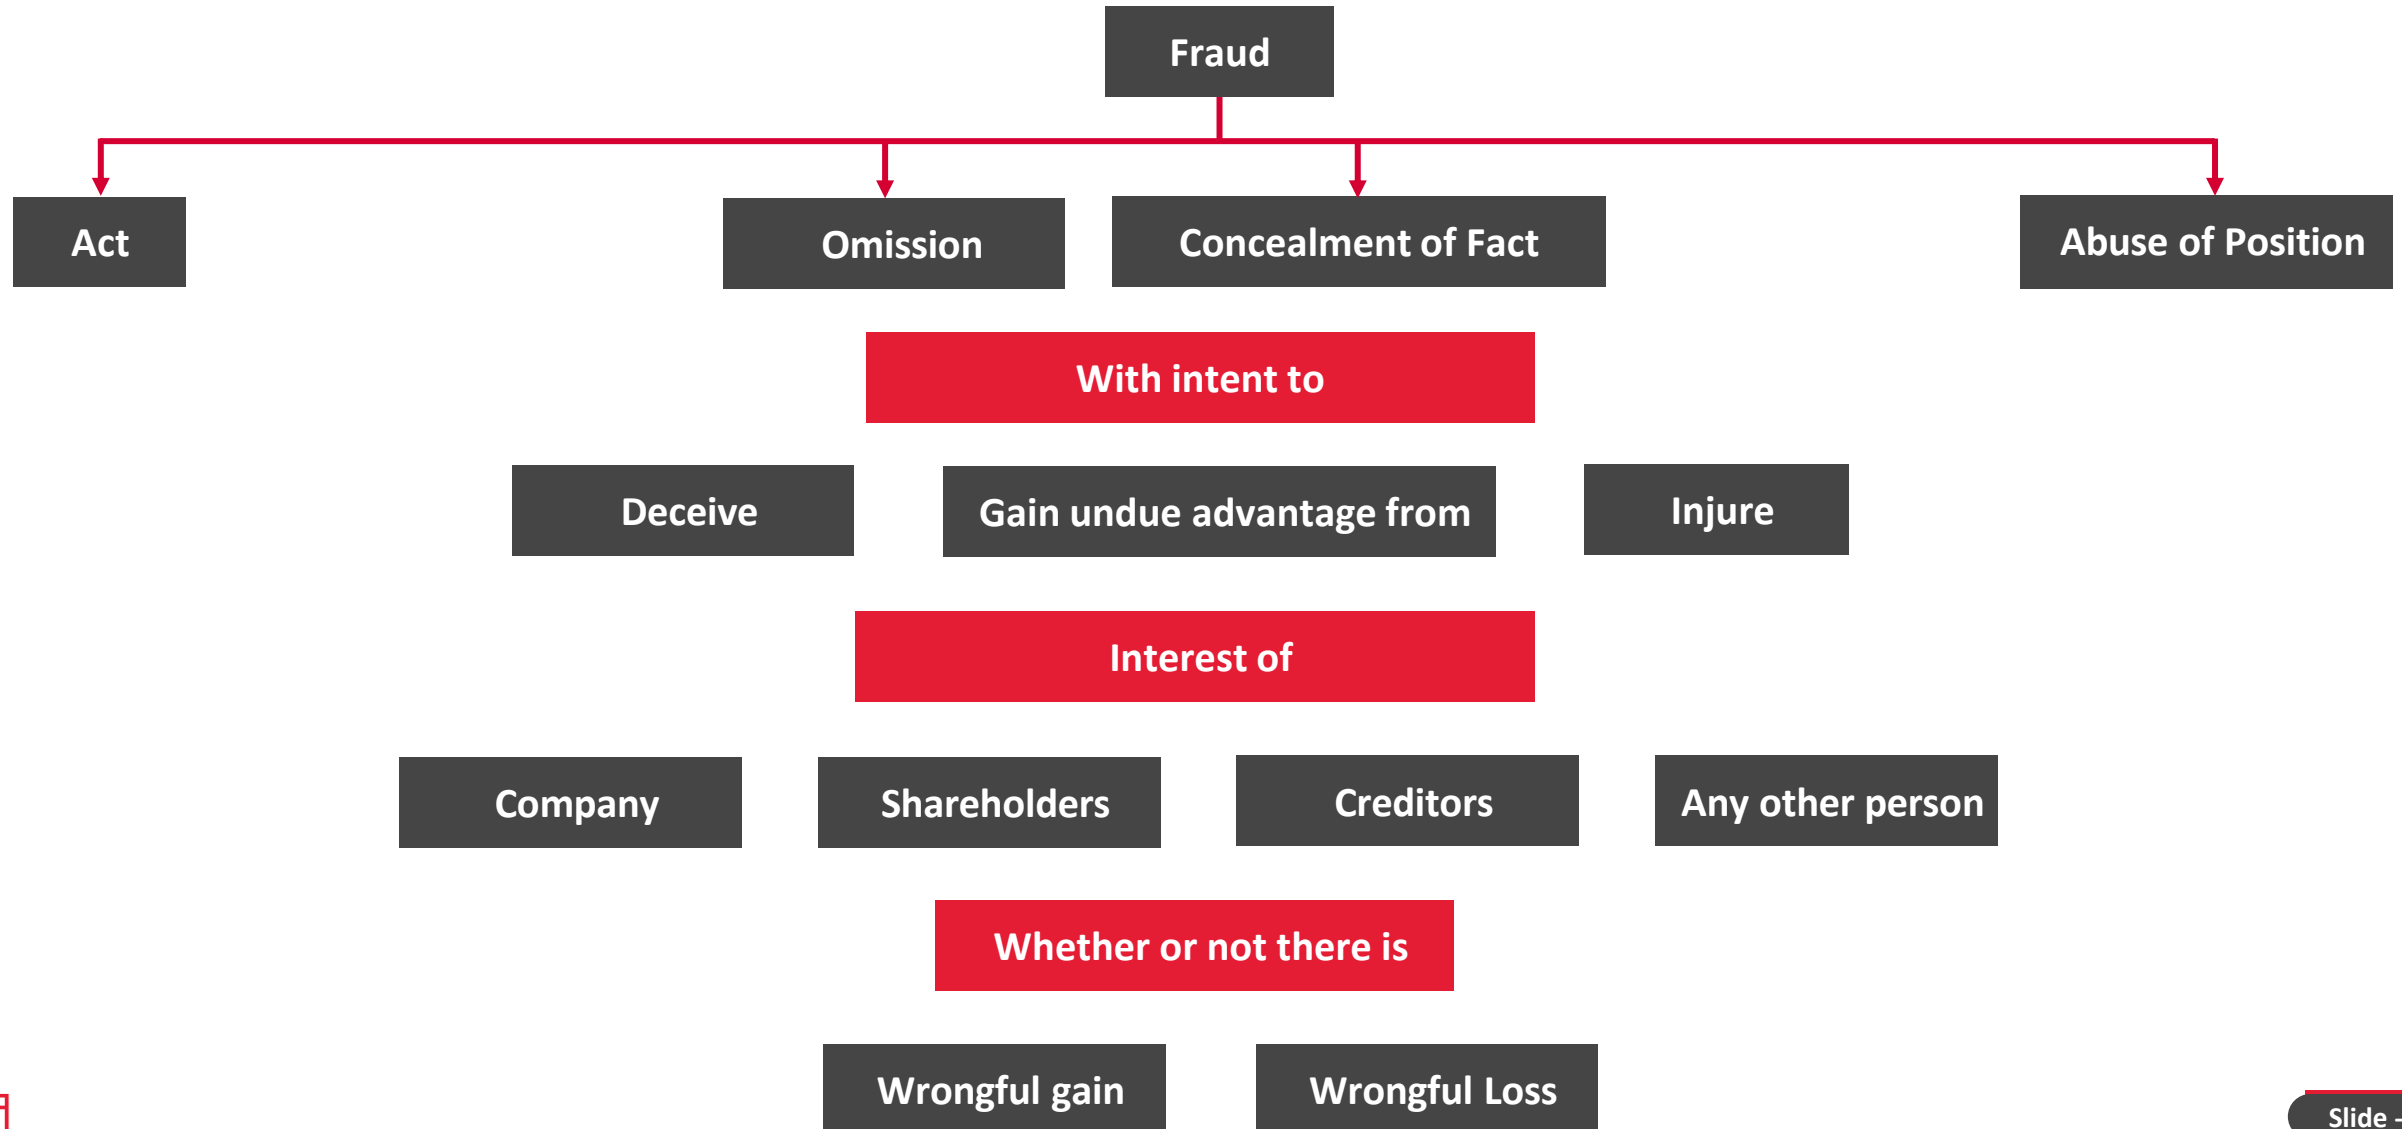 Fraud
Act
Omission
Concealment of Fact
Abuse of Position
With intent to
Deceive
Gain undue advantage from
Injure
Interest of
Company
Shareholders
Creditors
Any other person
Whether or not there is
Wrongful gain
Wrongful Loss
Slide -